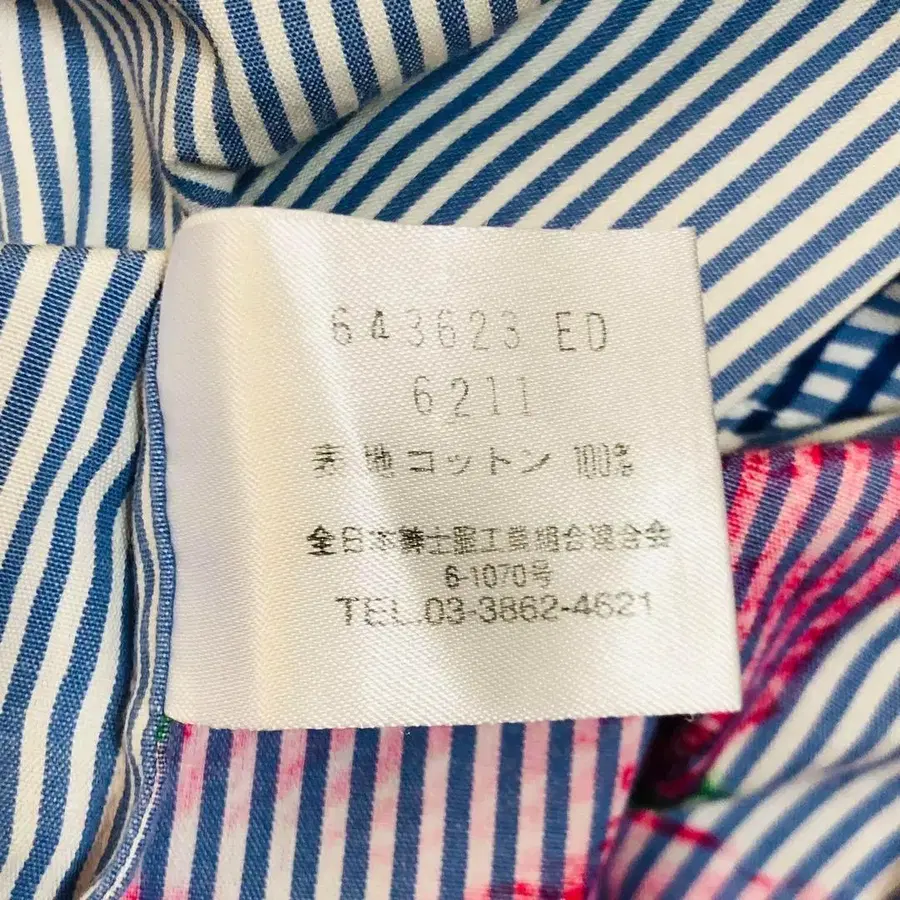 643623 ED
6211
表地コットン 100%
全日本紳士服工業組合連合会
6-1070号
TEL.03-3862-4621